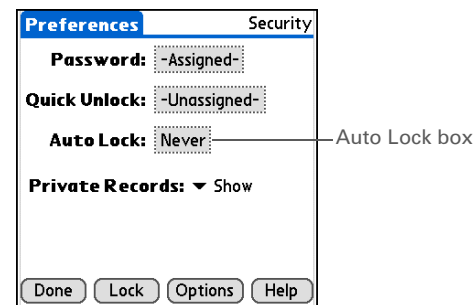 Preferences Security
Password: -Assigned-
Quick Unlock: -Unassigned-
Auto Lock: Never
Auto Lock box
Private Records: Show
Done Lock Options Help